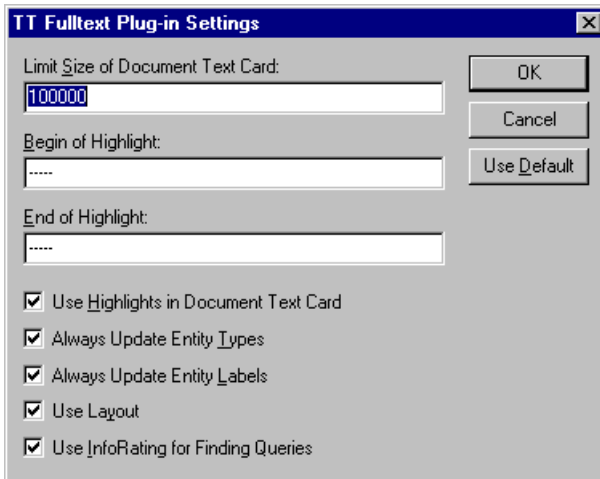 TT Fulltext Plug-in Settings
Limit Size of Document Text Card:
100000
OK
Cancel
Begin of Highlight:
-----
Use Default
End of Highlight:
-----
Use Highlights in Document Text Card
Always Update Entity Types
Always Update Entity Labels
Use Layout
Use InfoRating for Finding Queries